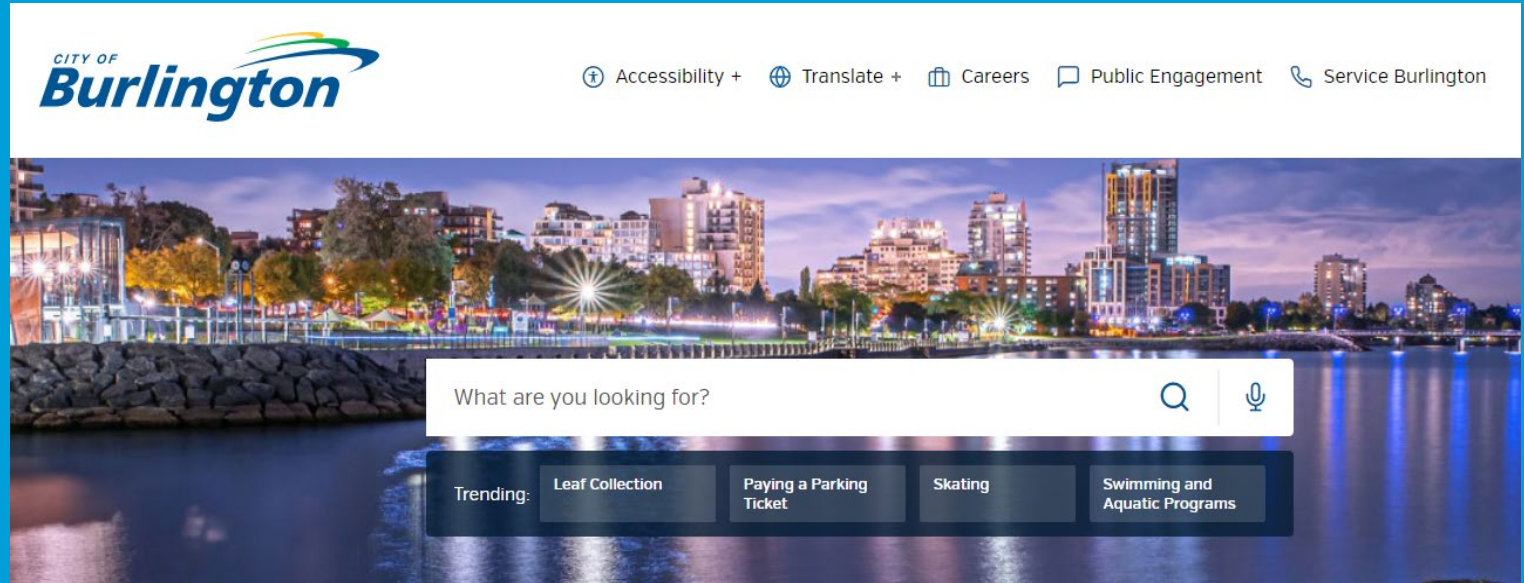 CITY OF
Burlington
Accessibility + Translate + Careers Public Engagement Service Burlington
What are you looking for?
Trending:
Leaf Collection
Paying a Parking
Ticket
Skating
Swimming and
Aquatic Programs